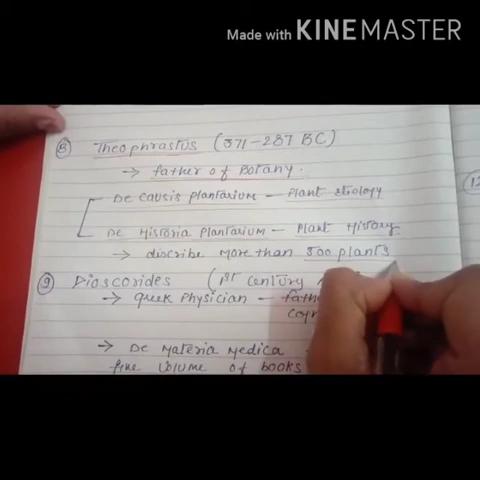 Made with KINEMASTER
8 Theophrastus (371-287 BC)
→ father of Botany.
De causis plantarium - plant etiology
De Historia plantarium - plant History
→ discribe more than 500 plants
9 Dioscorides (1st century
→ greek physician -
→ De Materia Medica
five volume of books